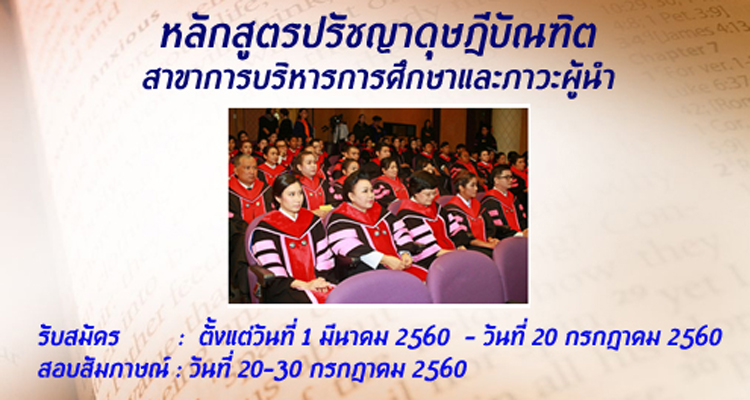 หลักสูตรปรัชญาดุษฎีบัณฑิต
สาขาการบริหารการศึกษาและภาวะผู้นำ
รับสมัคร : ตั้งแต่วันที่ 1 มีนาคม 2560 - วันที่ 20 กรกฎาคม 2560
สอบสัมภาษณ์ : วันที่ 20-30 กรกฎาคม 2560